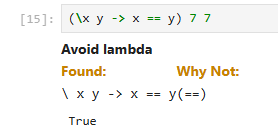 [15]: (\x y -> x == y) 7 7
Avoid lambda
Found: Why Not:
\ x y -> x == y(==)
True